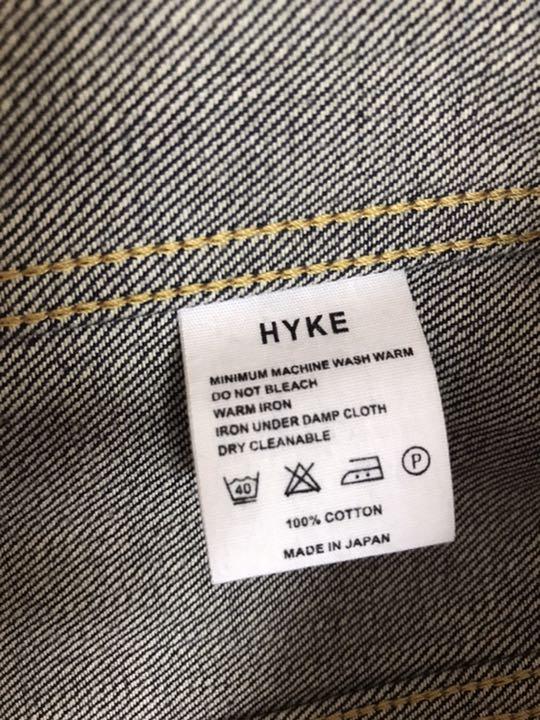 HYKE
MINIMUM MACHINE WASH WARM
DO NOT BLEACH
WARM IRON
IRON UNDER DAMP CLOTH
DRY CLEANABLE
40 P
100% COTTON
MADE IN JAPAN